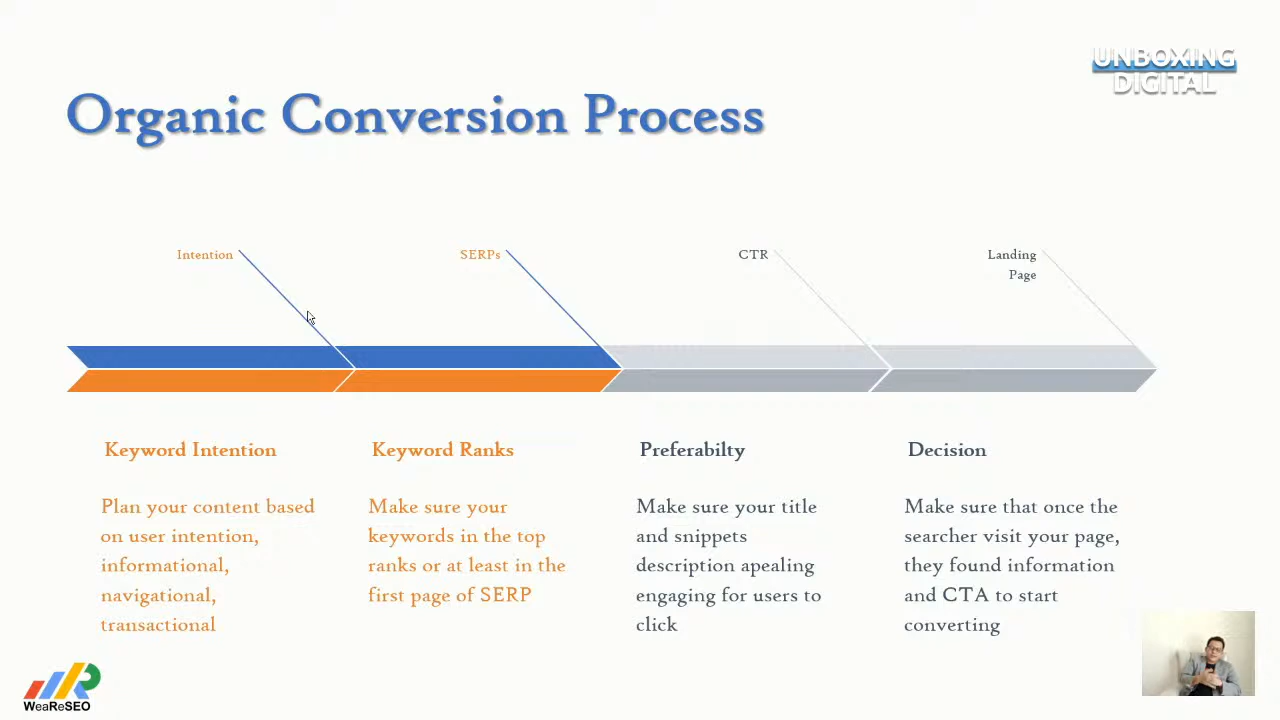 UNBOXING
DIGITAL
Organic Conversion Process
Intention
SERPs
CTR
Landing
Page
Keyword Intention
Plan your content based
on user intention,
informational,
navigational,
transactional
Keyword Ranks
Make sure your
keywords in the top
ranks or at least in the
first page of SERP
Preferabilty
Make sure your title
and snippets
description apealing
engaging for users to
click
Decision
Make sure that once the
searcher visit your page,
they found information
and CTA to start
converting
WeaReSEO